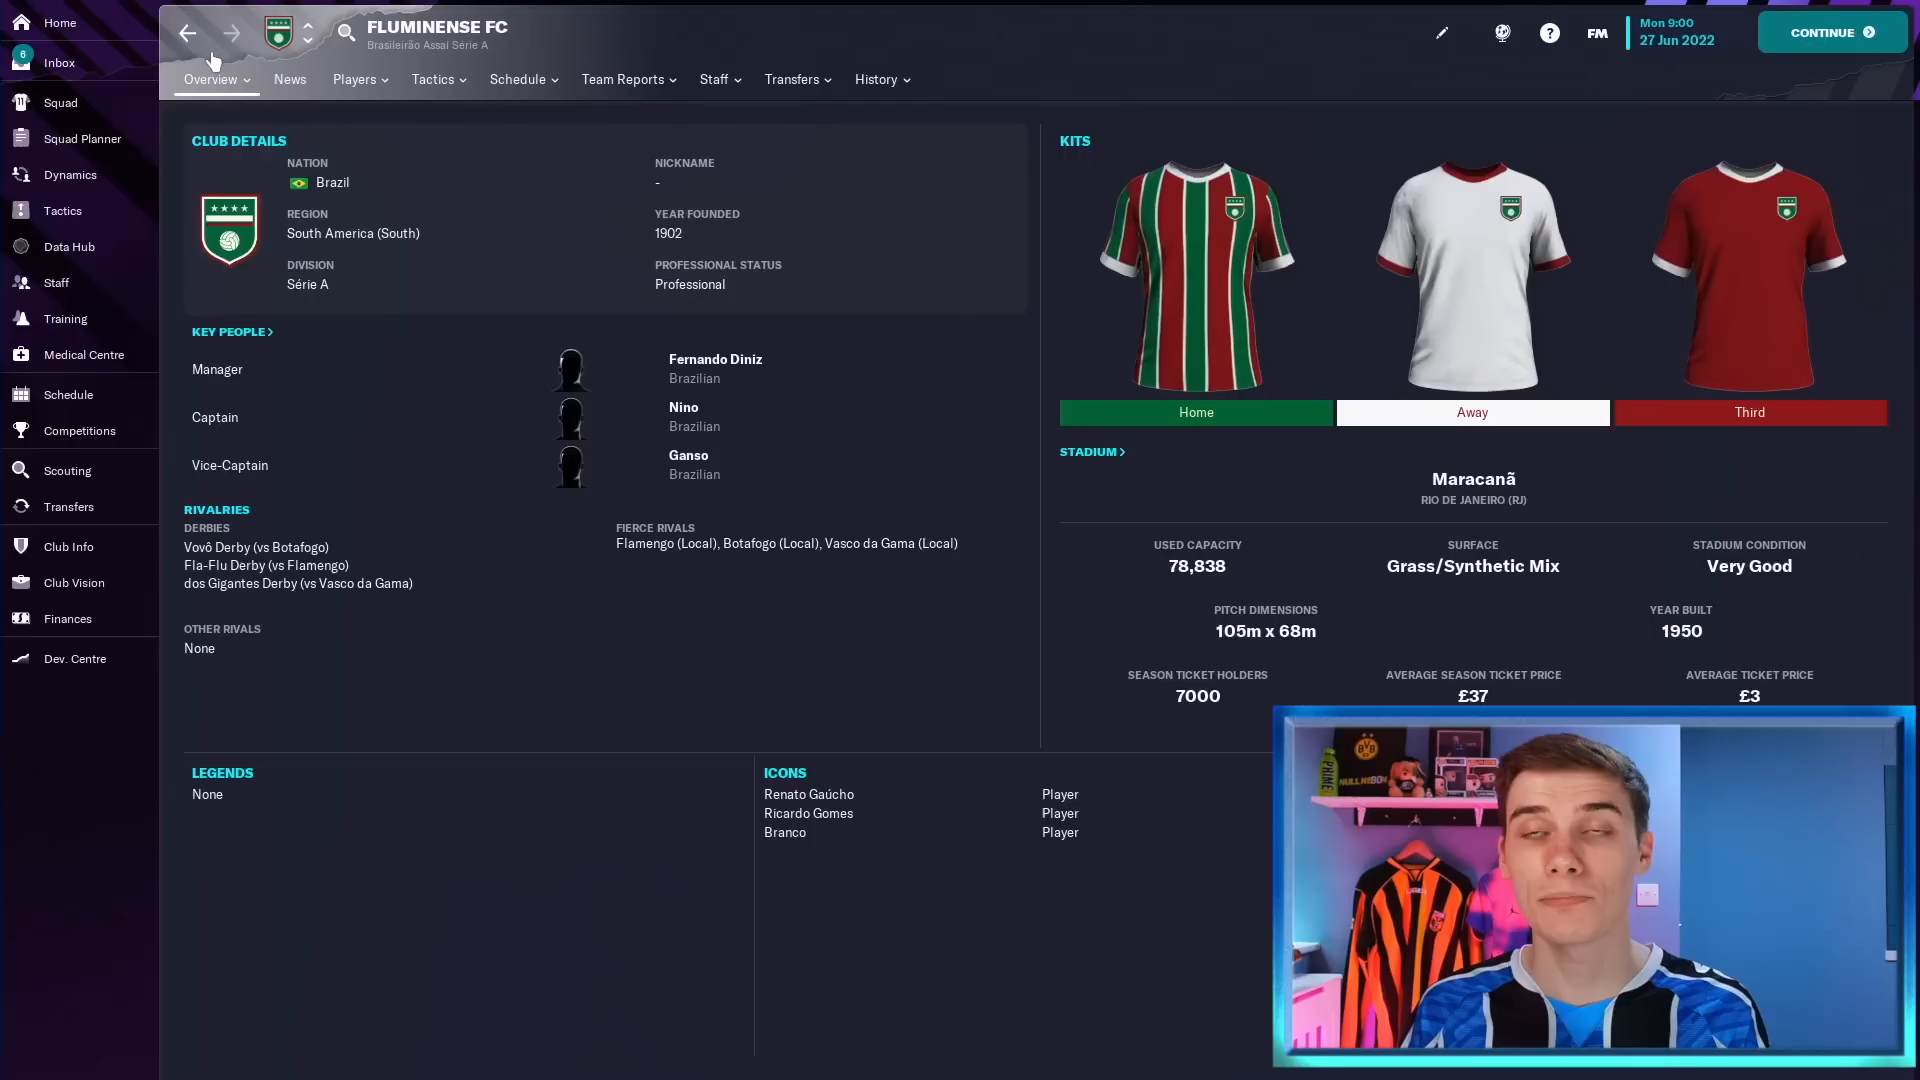 Home
6
Inbox
Squad
Squad Planner
Dynamics
Tactics
Data Hub
Staff
Training
Medical Centre
Schedule
Competitions
Scouting
Transfers
Club Info
Club Vision
Finances
Dev. Centre
FLUMINENSE FC
Brasileirão Assaí Série A
FM
Mon 9:00
27 Jun 2022
CONTINUE
Overview News Players Tactics Schedule Team Reports Staff Transfers History
CLUB DETAILS
NATION
Brazil
NICKNAME
-
REGION
South America (South)
YEAR FOUNDED
1902
DIVISION
Série A
PROFESSIONAL STATUS
Professional
KEY PEOPLE
Manager
Fernando Diniz
Brazilian
Captain
Nino
Brazilian
Vice-Captain
Ganso
Brazilian
RIVALRIES
DERBIES
Vovô Derby (vs Botafogo)
Fla-Flu Derby (vs Flamengo)
dos Gigantes Derby (vs Vasco da Gama)
FIERCE RIVALS
Flamengo (Local), Botafogo (Local), Vasco da Gama (Local)
OTHER RIVALS
None
KITS
Home Away Third
STADIUM
Maracanã
RIO DE JANEIRO (RJ)
USED CAPACITY
78,838
SURFACE
Grass/Synthetic Mix
STADIUM CONDITION
Very Good
PITCH DIMENSIONS
105m x 68m
YEAR BUILT
1950
SEASON TICKET HOLDERS
7000
AVERAGE SEASON TICKET PRICE
£37
AVERAGE TICKET PRICE
£3
LEGENDS
None
ICONS
Renato Gaúcho Player
Ricardo Gomes Player
Branco Player
BVB
09
PRIME